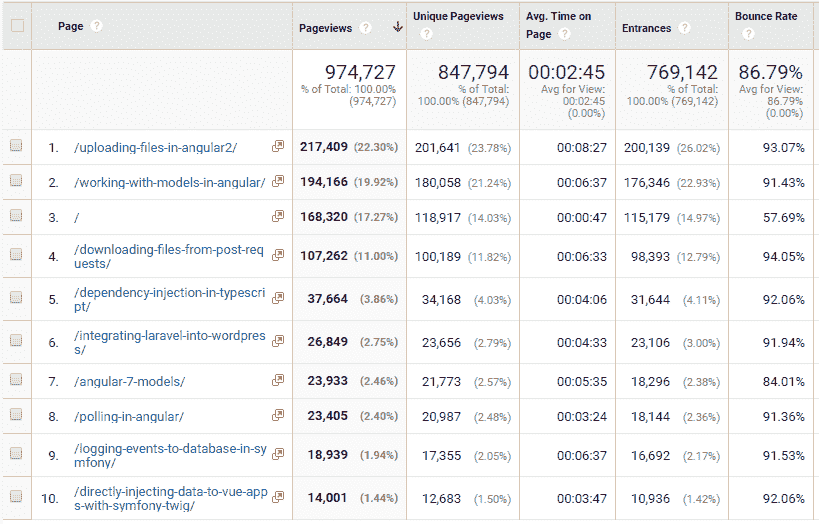 Page ? Pageviews ? Unique Pageviews ? Avg. Time on Page ? Entrances ? Bounce Rate ?
974,727 847,794 00:02:45 769,142 86.79%
% of Total: 100.00% (974,727) % of Total: 100.00% (847,794) Avg for View: 00:02:45 (0.00%) % of Total: 100.00% (769,142) Avg for View: 86.79% (0.00%)
1. /uploading-files-in-angular2/ 217,409 (22.30%) 201,641 (23.78%) 00:08:27 200,139 (26.02%) 93.07%
2. /working-with-models-in-angular/ 194,166 (19.92%) 180,058 (21.24%) 00:06:37 176,346 (22.93%) 91.43%
3. / 168,320 (17.27%) 118,917 (14.03%) 00:00:47 115,179 (14.97%) 57.69%
4. /downloading-files-from-post-requests/ 107,262 (11.00%) 100,189 (11.82%) 00:06:33 98,393 (12.79%) 94.05%
5. /dependency-injection-in-typescript/ 37,664 (3.86%) 34,168 (4.03%) 00:04:06 31,644 (4.11%) 92.06%
6. /integrating-laravel-into-wordpress/ 26,849 (2.75%) 23,656 (2.79%) 00:04:33 23,106 (3.00%) 91.94%
7. /angular-7-models/ 23,933 (2.46%) 21,773 (2.57%) 00:05:35 18,296 (2.38%) 84.01%
8. /polling-in-angular/ 23,405 (2.40%) 20,987 (2.48%) 00:03:24 18,144 (2.36%) 91.36%
9. /logging-events-to-database-in-symfony/ 18,939 (1.94%) 17,355 (2.05%) 00:06:37 16,692 (2.17%) 91.53%
10. /directly-injecting-data-to-vue-apps-with-symfony-twig/ 14,001 (1.44%) 12,683 (1.50%) 00:03:47 10,936 (1.42%) 92.06%